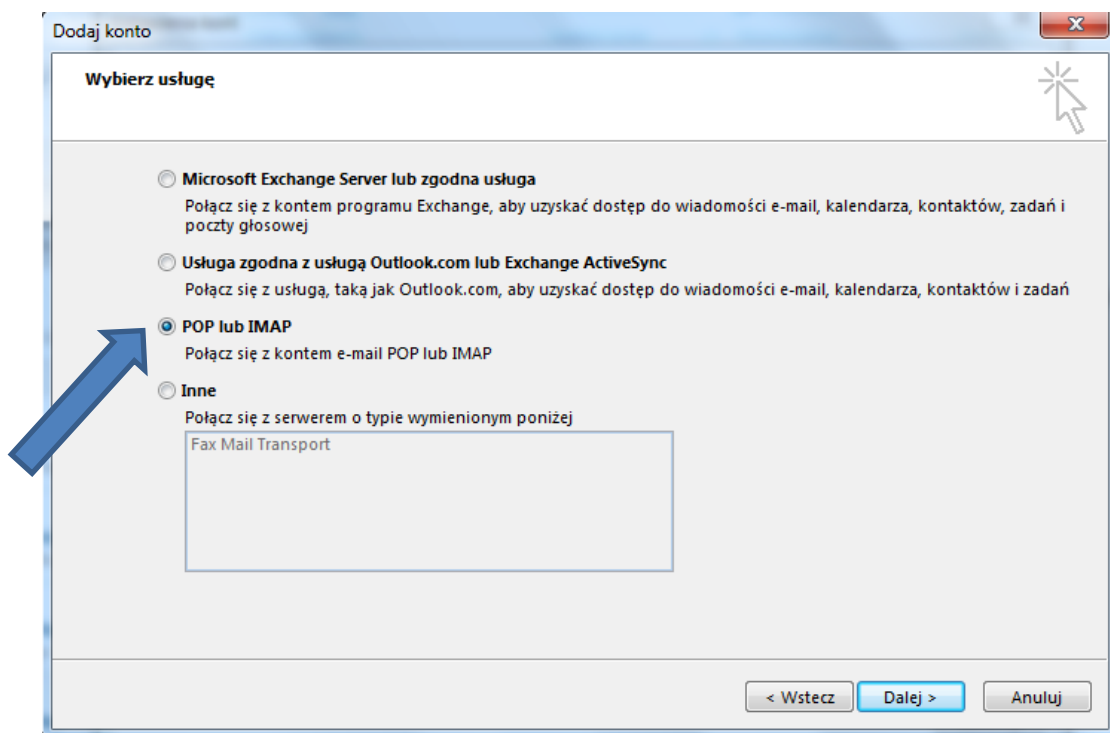 Dodaj konto
Wybierz usługę
Microsoft Exchange Server lub zgodna usługa
Połącz się z kontem programu Exchange, aby uzyskać dostęp do wiadomości e-mail, kalendarza, kontaktów, zadań i
poczty głosowej
Usługa zgodna z usługą Outlook.com lub Exchange ActiveSync
Połącz się z usługą, taką jak Outlook.com, aby uzyskać dostęp do wiadomości e-mail, kalendarza, kontaktów i zadań
POP lub IMAP
Połącz się z kontem e-mail POP lub IMAP
Inne
Połącz się z serwerem o typie wymienionym poniżej
Fax Mail Transport
< Wstecz Dalej > Anuluj